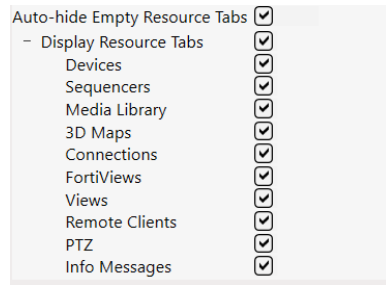 Auto-hide Empty Resource Tabs
− Display Resource Tabs
Devices
Sequencers
Media Library
3D Maps
Connections
FortiViews
Views
Remote Clients
PTZ
Info Messages